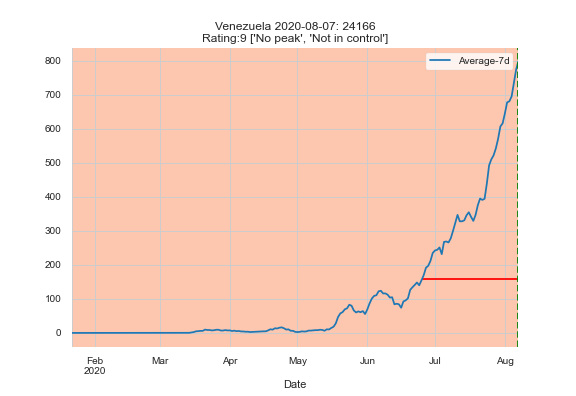 Venezuela 2020-08-07: 24166
Rating:9 ['No peak', 'Not in control']
Average-7d
800
700
600
500
400
300
200
100
0
Feb Mar Apr May Jun Jul Aug
2020
Date